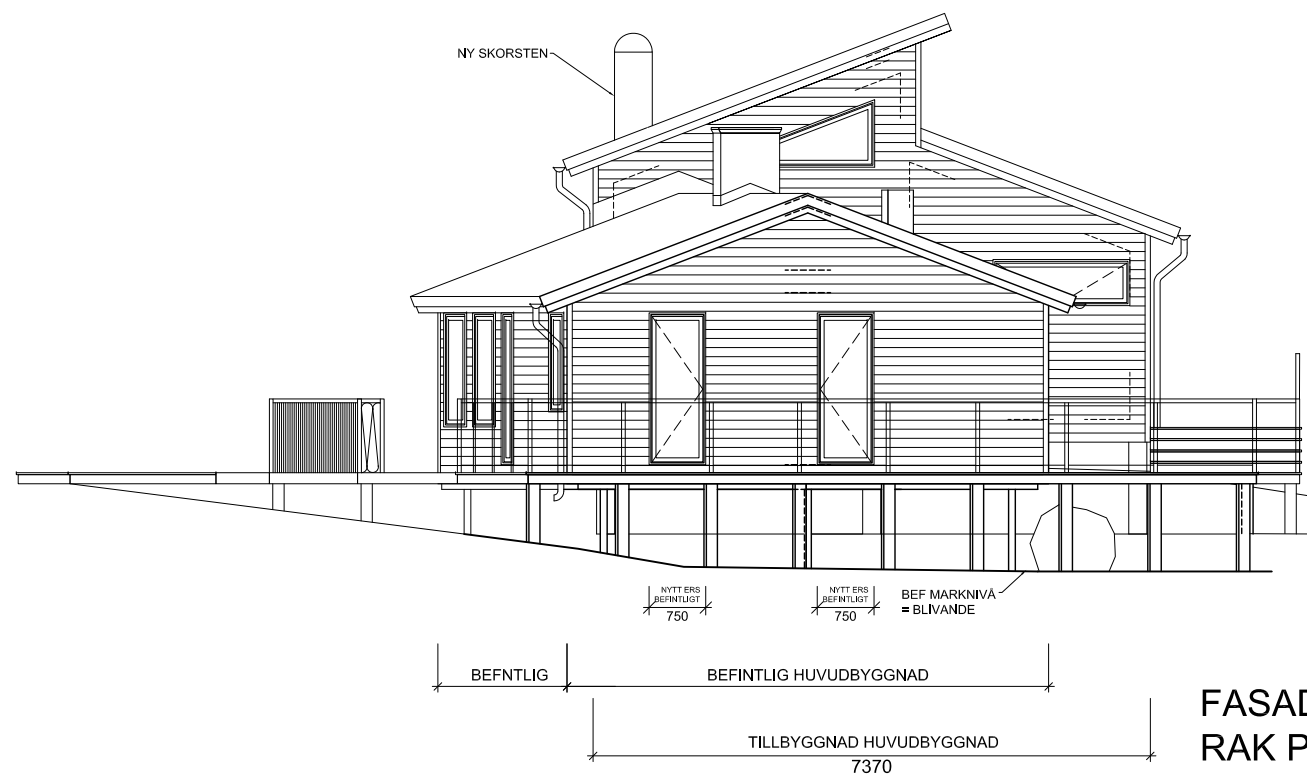 NY SKORSTEN
NYTT ERS
BEFINTLIGT
750
NYTT ERS
BEFINTLIGT
750
BEF MARKNIVÅ
= BLIVANDE
BEFNTLIG
BEFINTLIG HUVUDBYGGNAD
TILLBYGGNAD HUVUDBYGGNAD
7370
FASAD
RAK P